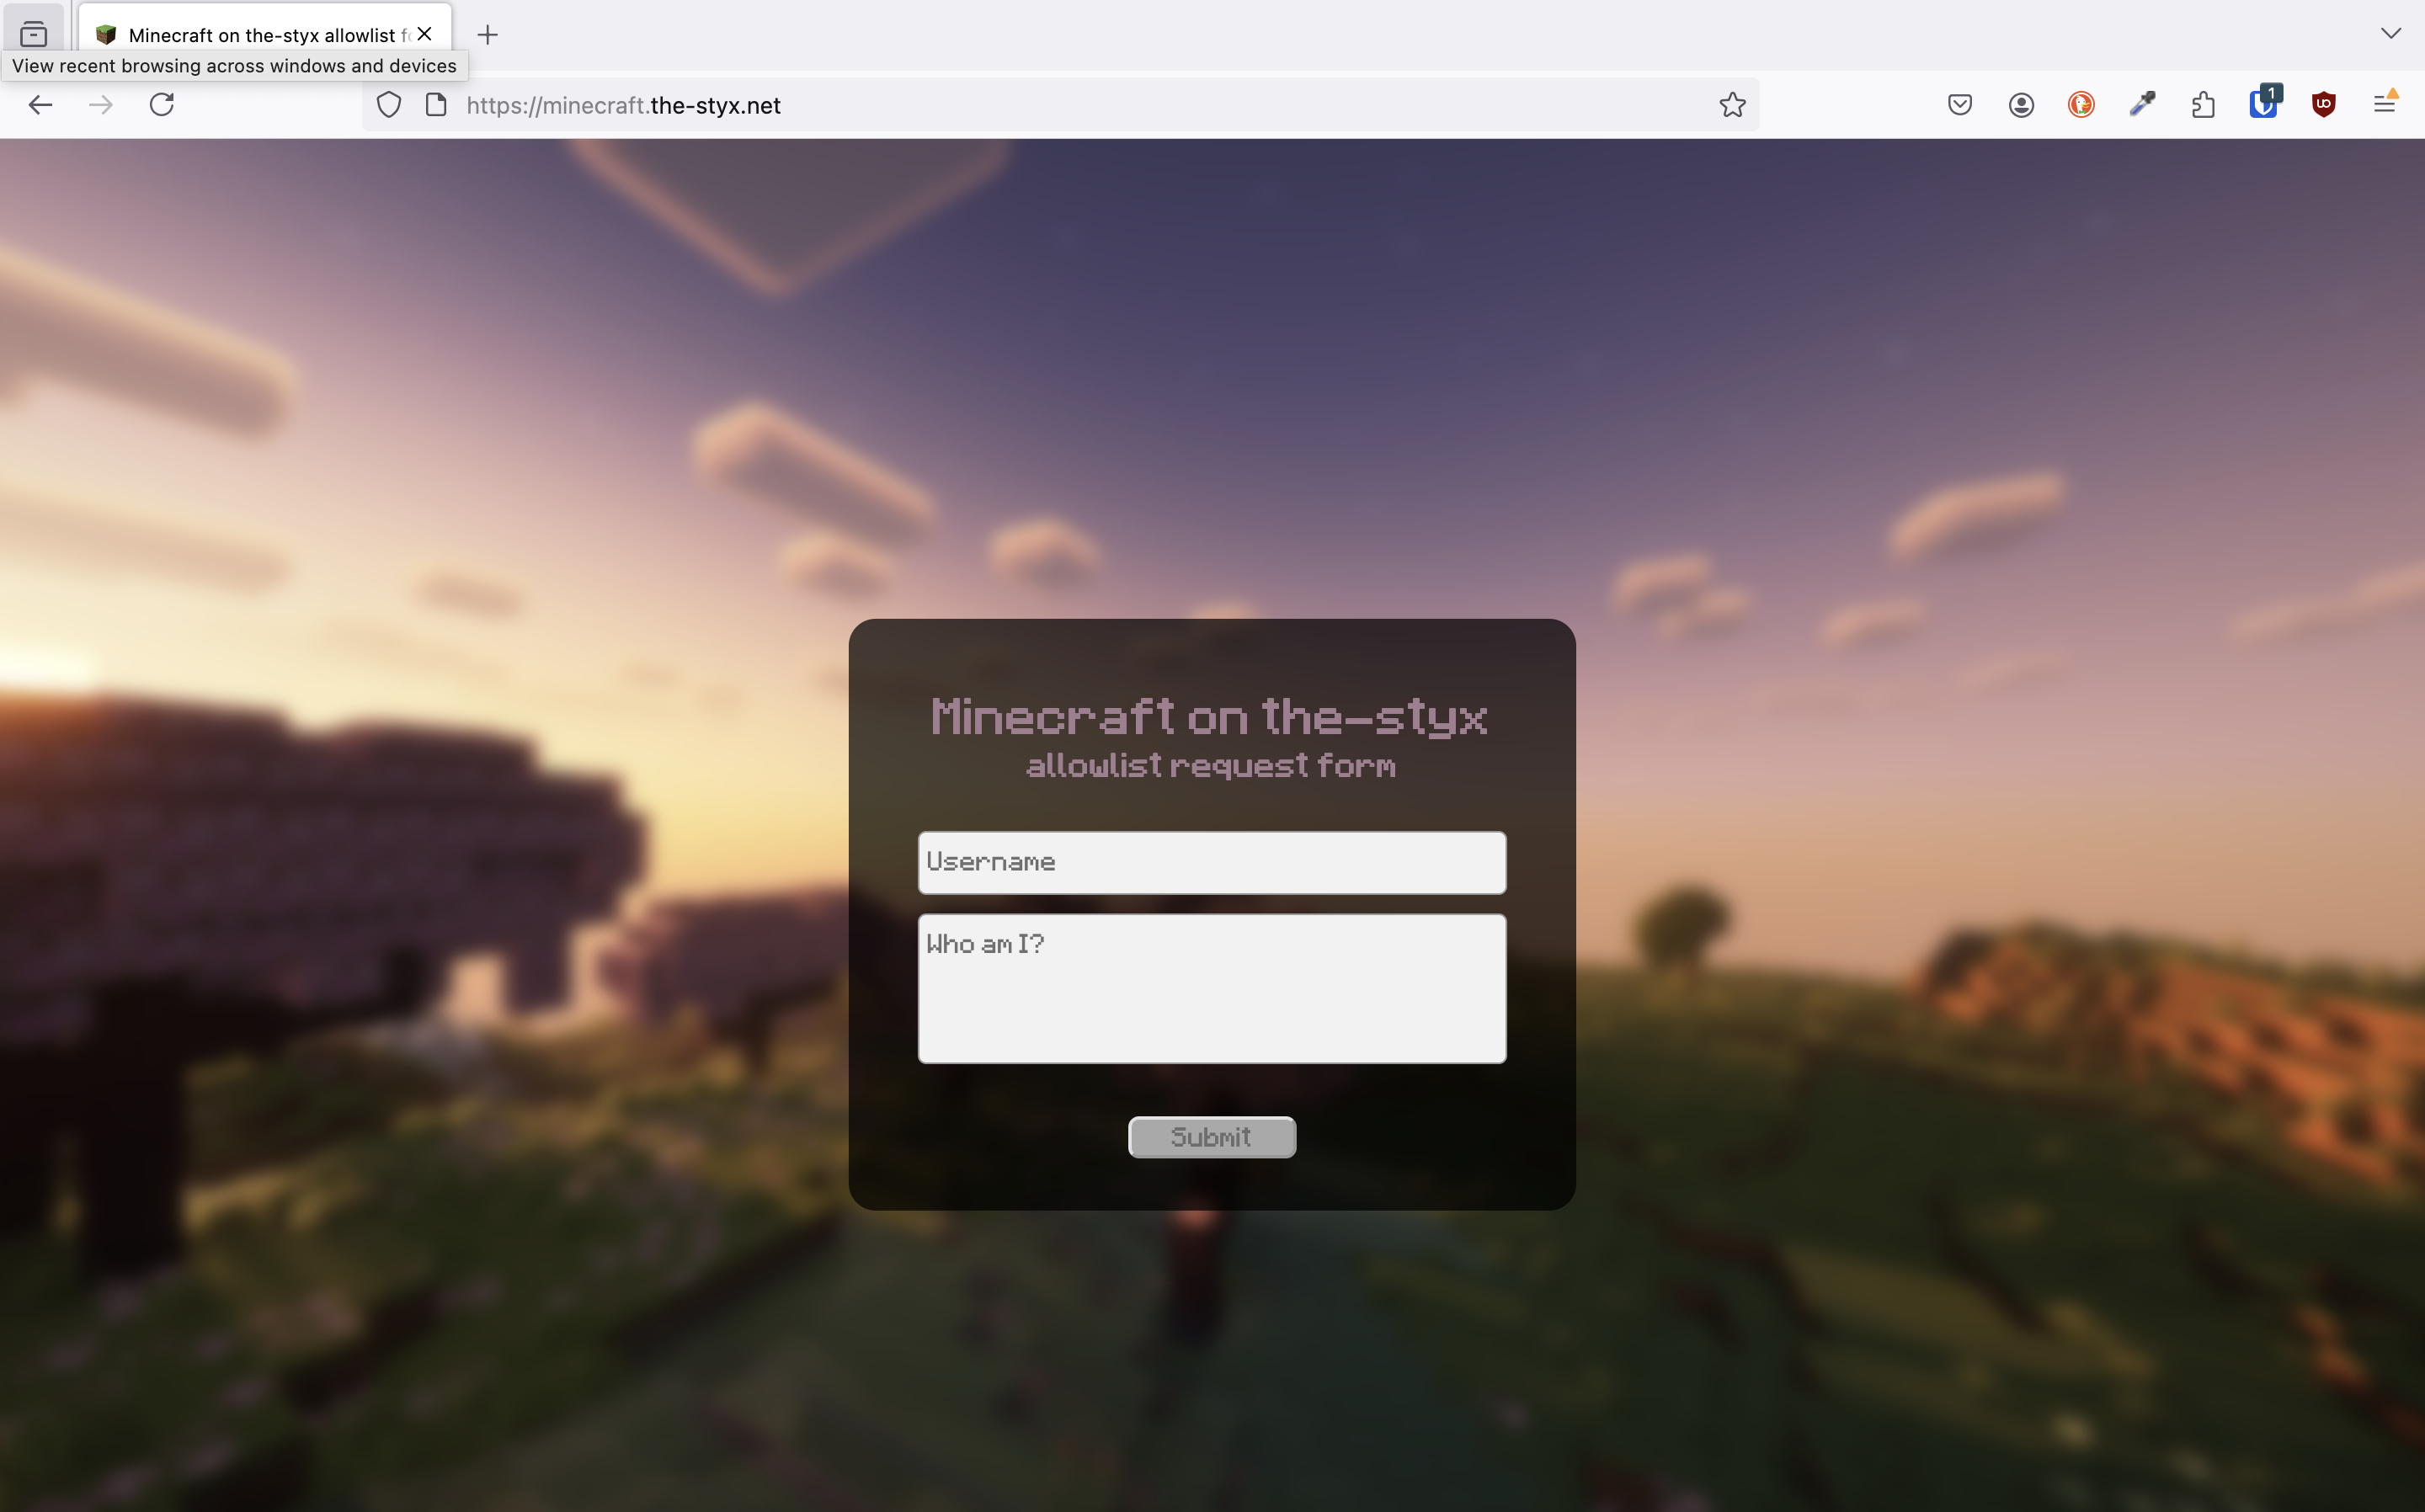 Minecraft on the-styx allowlist f
View recent browsing across windows and devices
https://minecraft.the-styx.net
1
Minecraft on the-styx
allowlist request form
Username
Who am I?
Submit